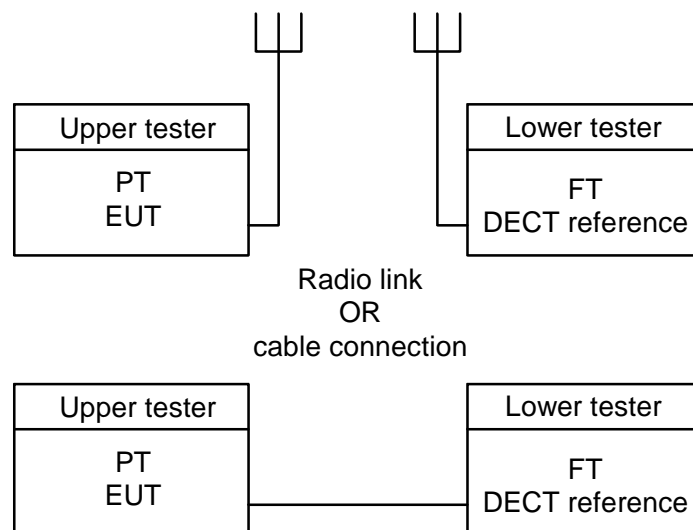 Upper tester
PT
EUT
Lower tester
FT
DECT reference
Radio link
OR
cable connection
Upper tester
PT
EUT
Lower tester
FT
DECT reference